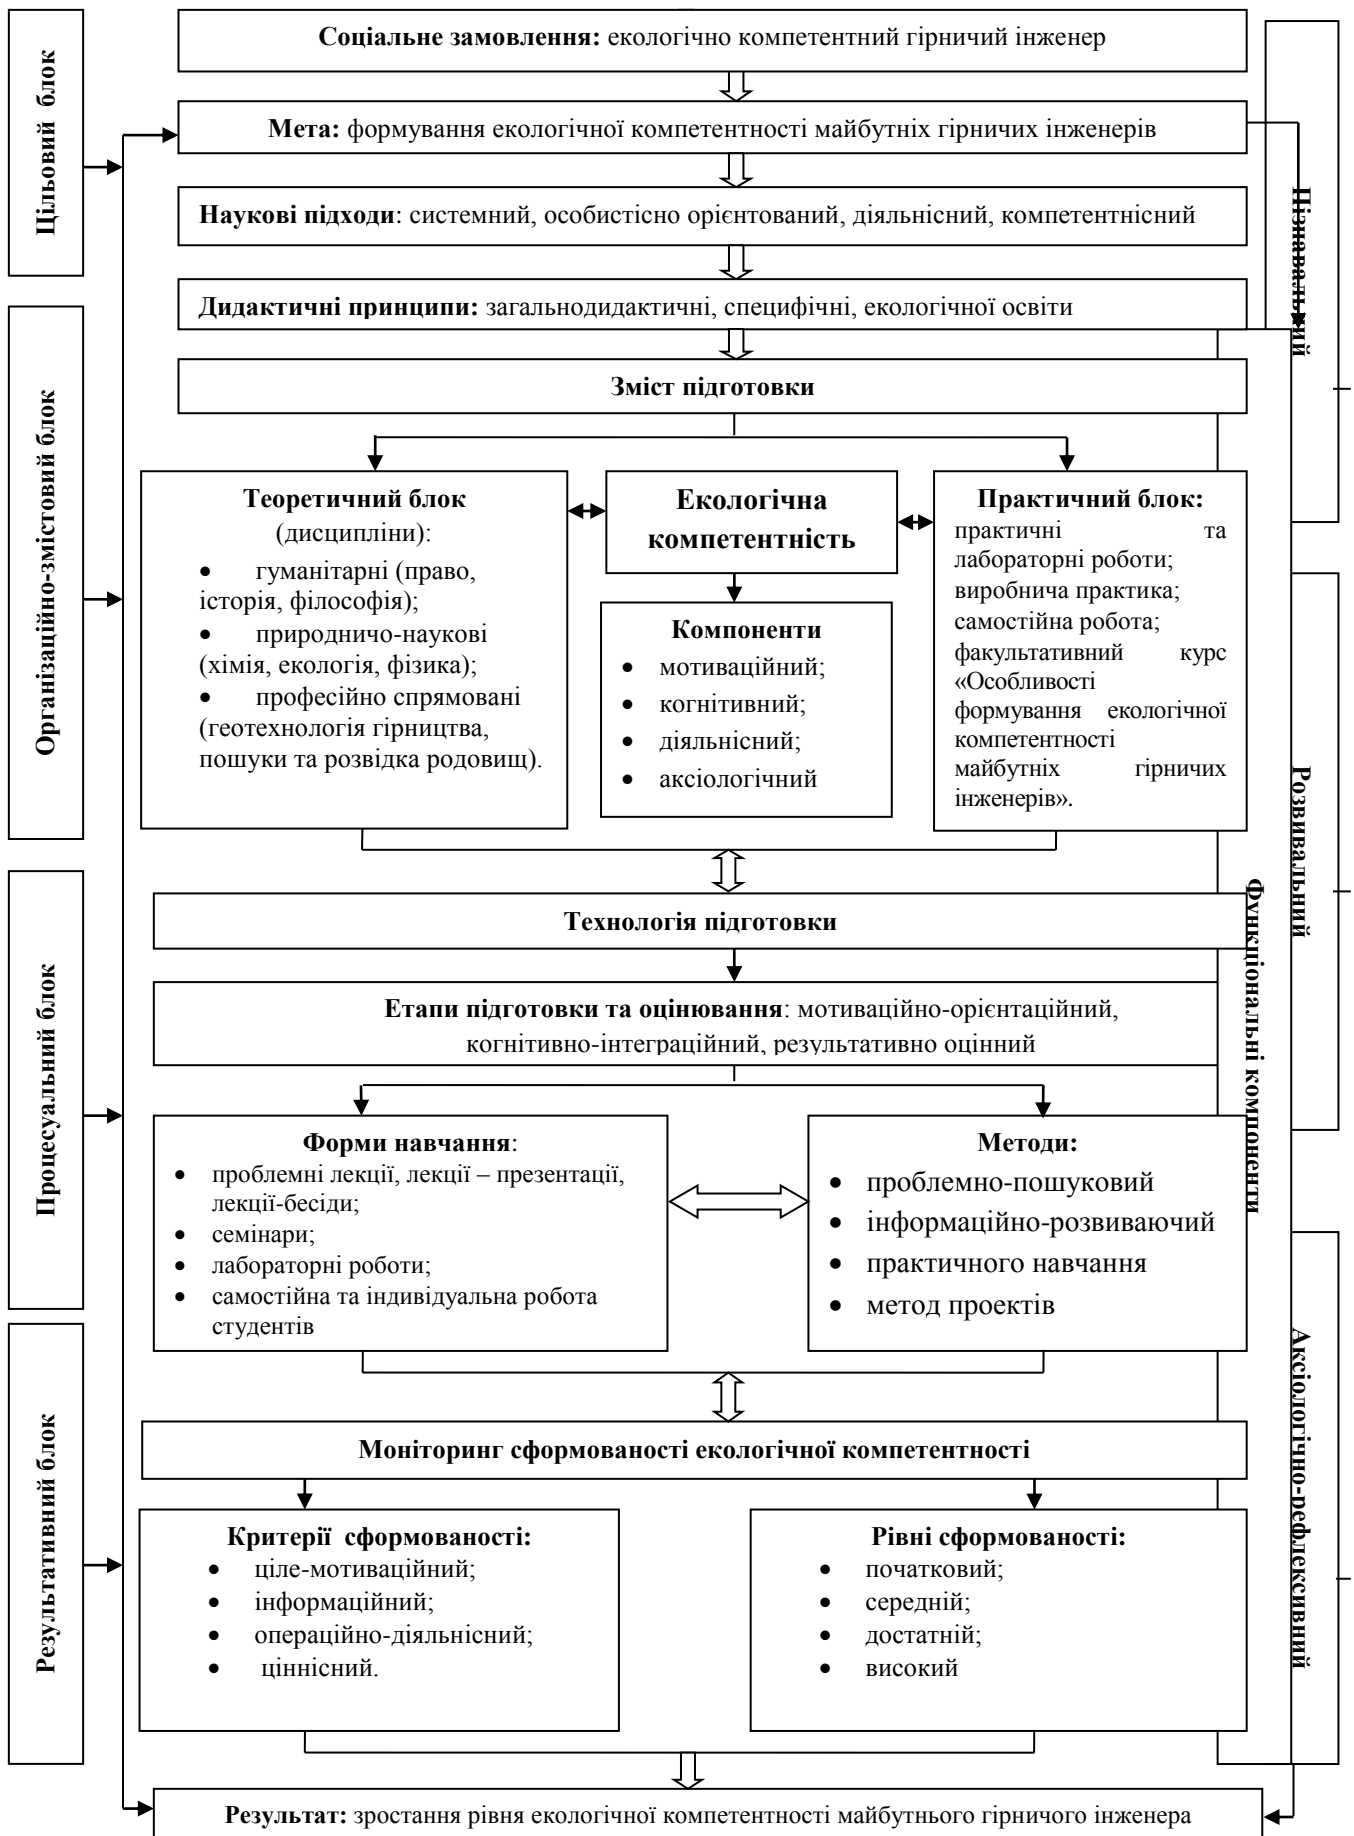 Цільовий блок
Організаційно-змістовий блок
Процесуальний блок
Результативний блок
Соціальне замовлення: екологічно компетентний гірничий інженер
Мета: формування екологічної компетентності майбутніх гірничих інженерів
Наукові підходи: системний, особистісно орієнтований, діяльнісний, компетентнісний
Дидактичні принципи: загальнодидактичні, специфічні, екологічної освіти
Зміст підготовки
Теоретичний блок
(дисципліни):
• гуманітарні (право,
історія, філософія);
• природничо-наукові
(хімія, екологія, фізика);
• професійно спрямовані
(геотехнологія гірництва,
пошуки та розвідка родовищ).
Екологічна
компетентність
Компоненти
• мотиваційний;
• когнітивний;
• діяльнісний;
• аксіологічний
Практичний блок:
практичні та
лабораторні роботи;
виробнича практика;
самостійна робота;
факультативний курс
«Особливості
формування екологічної
компетентності
майбутніх гірничих
інженерів».
Технологія підготовки
Етапи підготовки та оцінювання: мотиваційно-орієнтаційний,
когнітивно-інтеграційний, результативно оцінний
Форми навчання:
• проблемні лекції, лекції – презентації,
лекції-бесіди;
• семінари;
• лабораторні роботи;
• самостійна та індивідуальна робота
студентів
Методи:
• проблемно-пошуковий
• інформаційно-розвиваючий
• практичного навчання
• метод проектів
Моніторинг сформованості екологічної компетентності
Критерії сформованості:
• ціле-мотиваційний;
• інформаційний;
• операційно-діяльнісний;
• ціннісний.
Рівні сформованості:
• початковий;
• середній;
• достатній;
• високий
Результат: зростання рівня екологічної компетентності майбутнього гірничого інженера
Функціональні компоненти
Пізнавальний
Розвивальний
Аксіологічно-рефлексивний